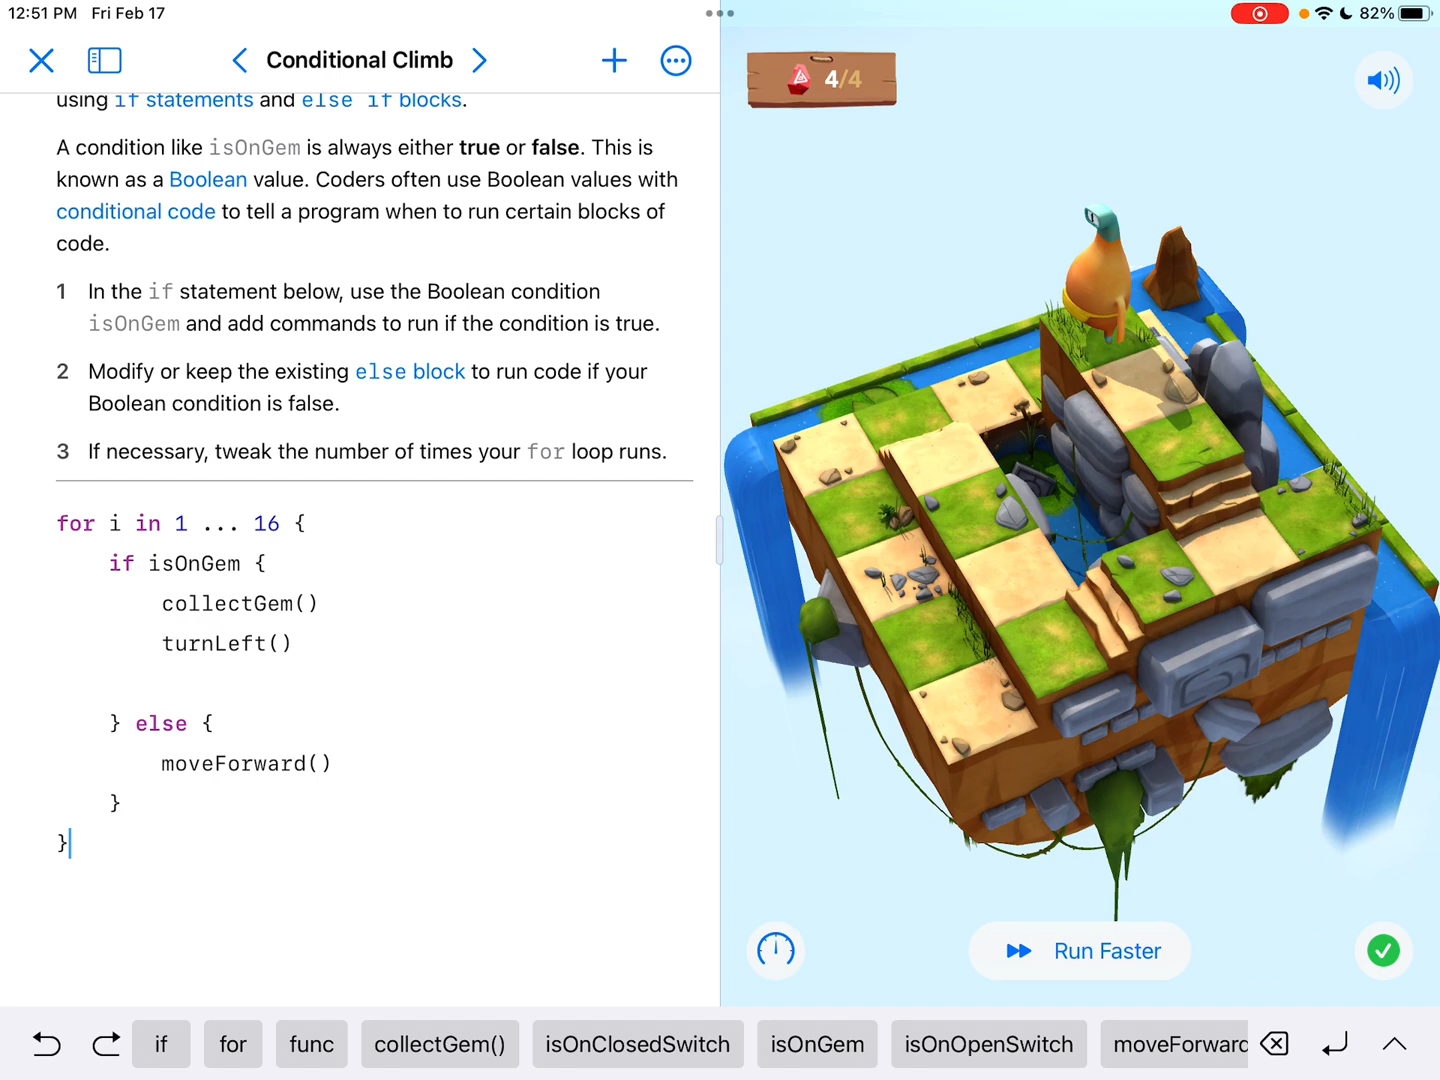 12:51 PM Fri Feb 17
82%
Conditional Climb
using if statements and else if blocks.
A condition like isOnGem is always either true or false. This is
known as a Boolean value. Coders often use Boolean values with
conditional code to tell a program when to run certain blocks of
code.
1 In the if statement below, use the Boolean condition
isOnGem and add commands to run if the condition is true.
2 Modify or keep the existing else block to run code if your
Boolean condition is false.
3 If necessary, tweak the number of times your for loop runs.
for i in 1 ... 16 {
if isOnGem {
collectGem()
turnLeft()
} else {
moveForward()
}
}
4/4
Run Faster
if for func collectGem() isOnClosedSwitch isOnGem isOnOpenSwitch moveForward